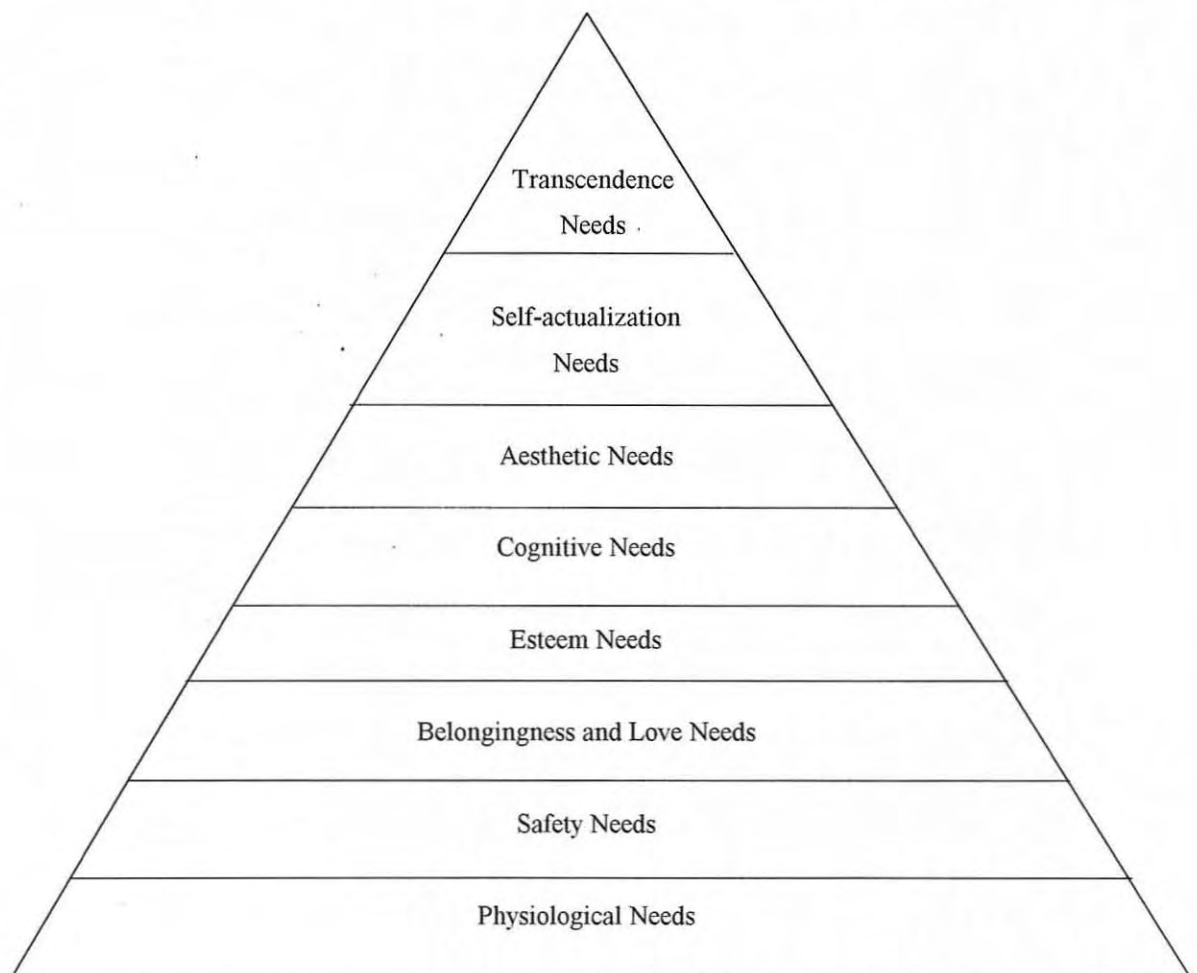 Transcendence
Needs
Self-actualization
Needs
Aesthetic Needs
Cognitive Needs
Esteem Needs
Belongingness and Love Needs
Safety Needs
Physiological Needs